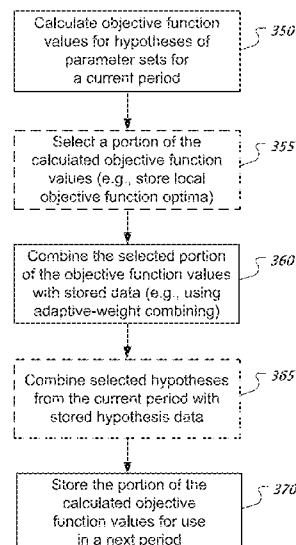 Calculate objective function
values for hypotheses of
parameter sets for
a current period
350
Select a portion of the
calculated objective function
values (e.g., store local
objective function optima)
355
Combine the selected portion
of the objective function values
with stored data (e.g., using
adaptive-weight combining)
360
Combine selected hypotheses
from the current period with
stored hypothesis data
365
Store the portion of the
calculated objective
function values for use
in a next period
370